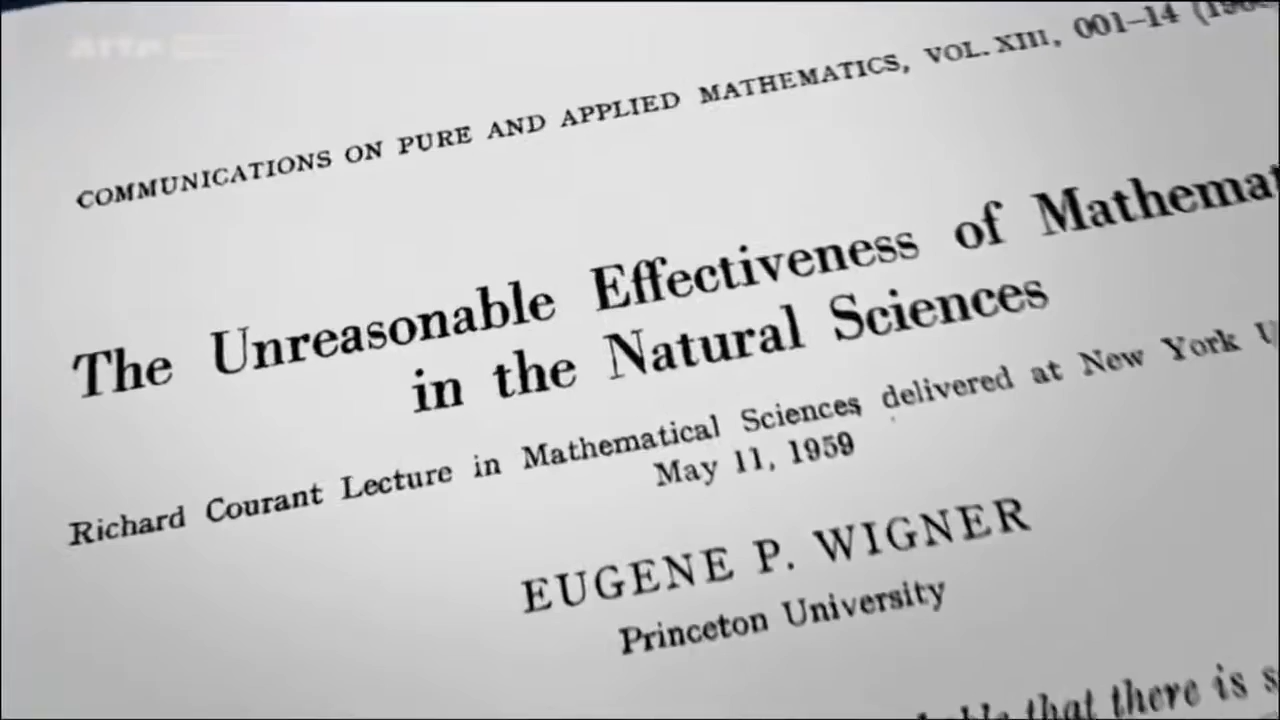 arte
COMMUNICATIONS ON PURE AND APPLIED MATHEMATICS, VOL. XIII, 001–14
The Unreasonable Effectiveness of
in the Natural Sciences
Richard Courant Lecture in Mathematical Sciences delivered at New York
May 11, 1959
EUGENE P. WIGNER
Princeton University
that there is